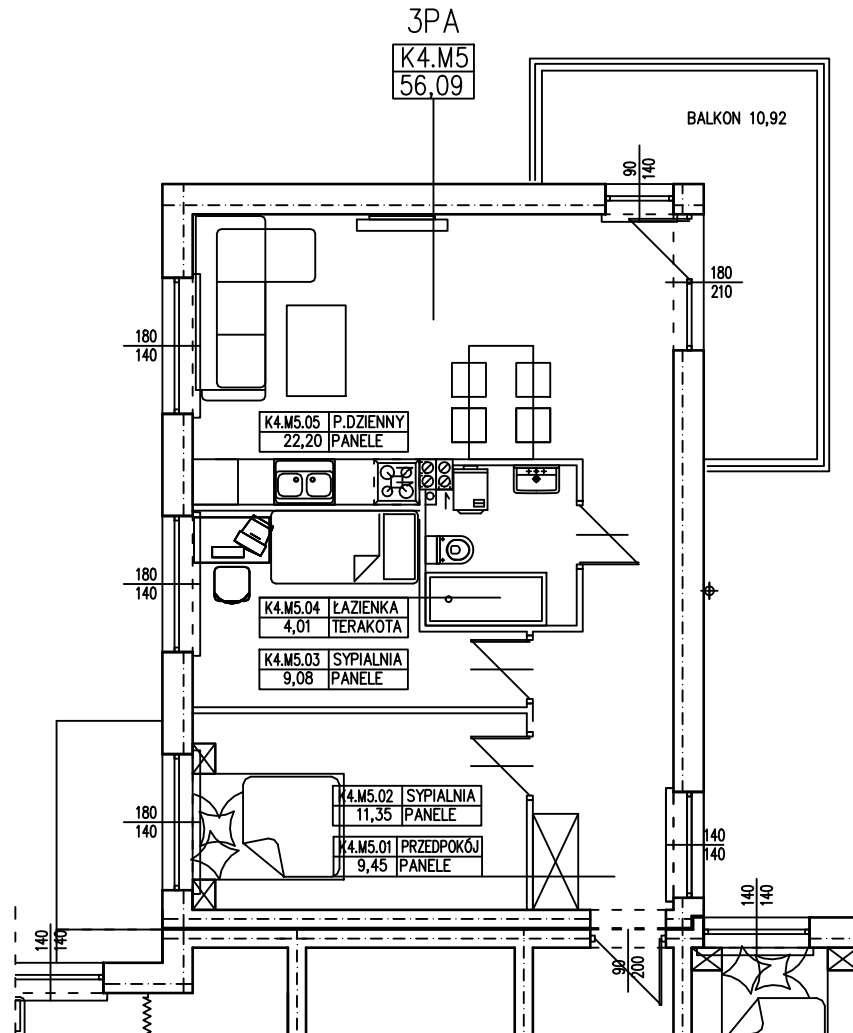 3PA
K4.M5
56,09
BALKON 10,92
90
140
180
210
180
140
K4.M5.05 P.DZIENNY
22,20 PANELE
180
140
K4.M5.04 ŁAZIENKA
4,01 TERAKOTA
K4.M5.03 SYPIALNIA
9,08 PANELE
K4.M5.02 SYPIALNIA
11,35 PANELE
180
140
K4.M5.01 PRZEDPOKÓJ
9,45 PANELE
140
140
140
140
140
140
90
200